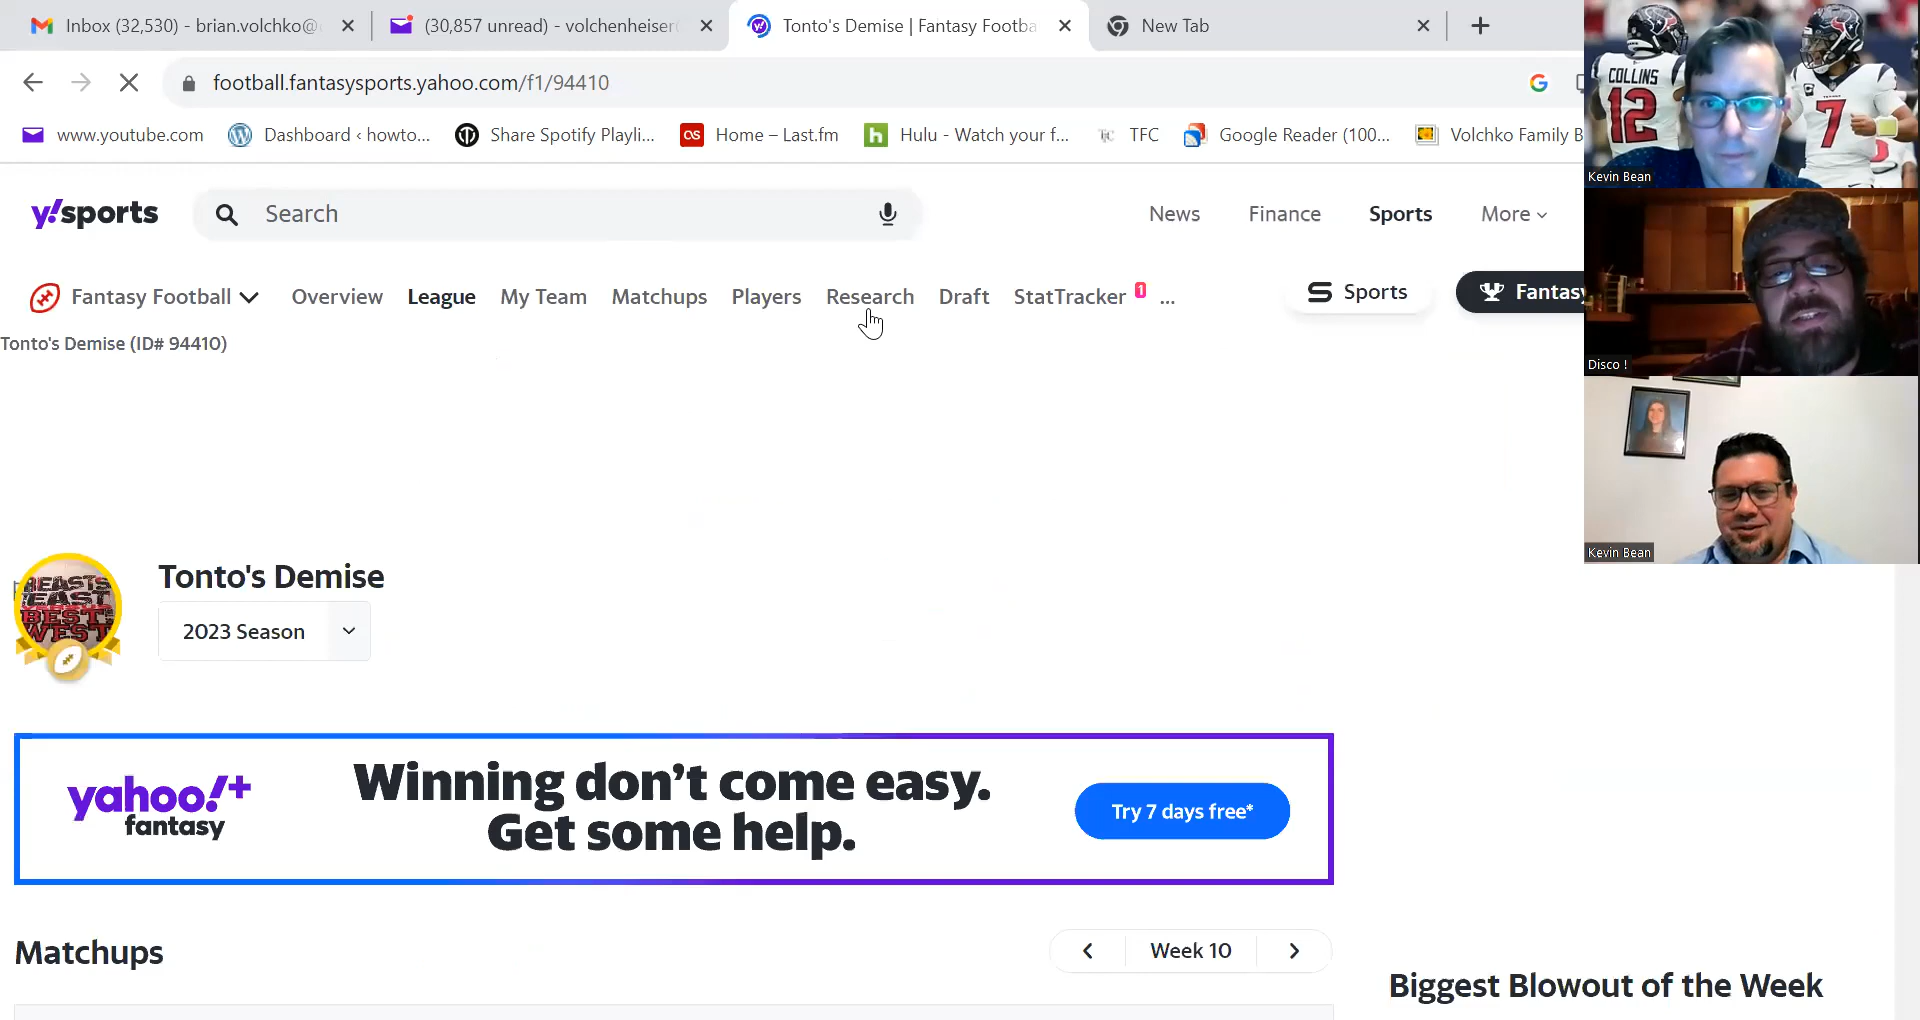 Inbox (32,530) - brian.volchko@
(30,857 unread) - volchenheiser
Tonto's Demise | Fantasy Footba
New Tab
football.fantasysports.yahoo.com/f1/94410
www.youtube.com
Dashboard ‹ howto...
Share Spotify Playli...
Home – Last.fm
Hulu - Watch your f...
TFC
Google Reader (100...
Volchko Family B
COLLINS
12
7
Kevin Bean
y!sports
Search
News
Finance
Sports
More
Fantasy Football
Overview
League
My Team
Matchups
Players
Research
Draft
StatTracker 1
...
Sports
Fantasy
Tonto's Demise (ID# 94410)
Disco !
Kevin Bean
BEASTS
EAST
BEST
WEST
Tonto's Demise
2023 Season
yahoo!+
fantasy
Winning don't come easy.
Get some help.
Try 7 days free*
Matchups
Week 10
Biggest Blowout of the Week